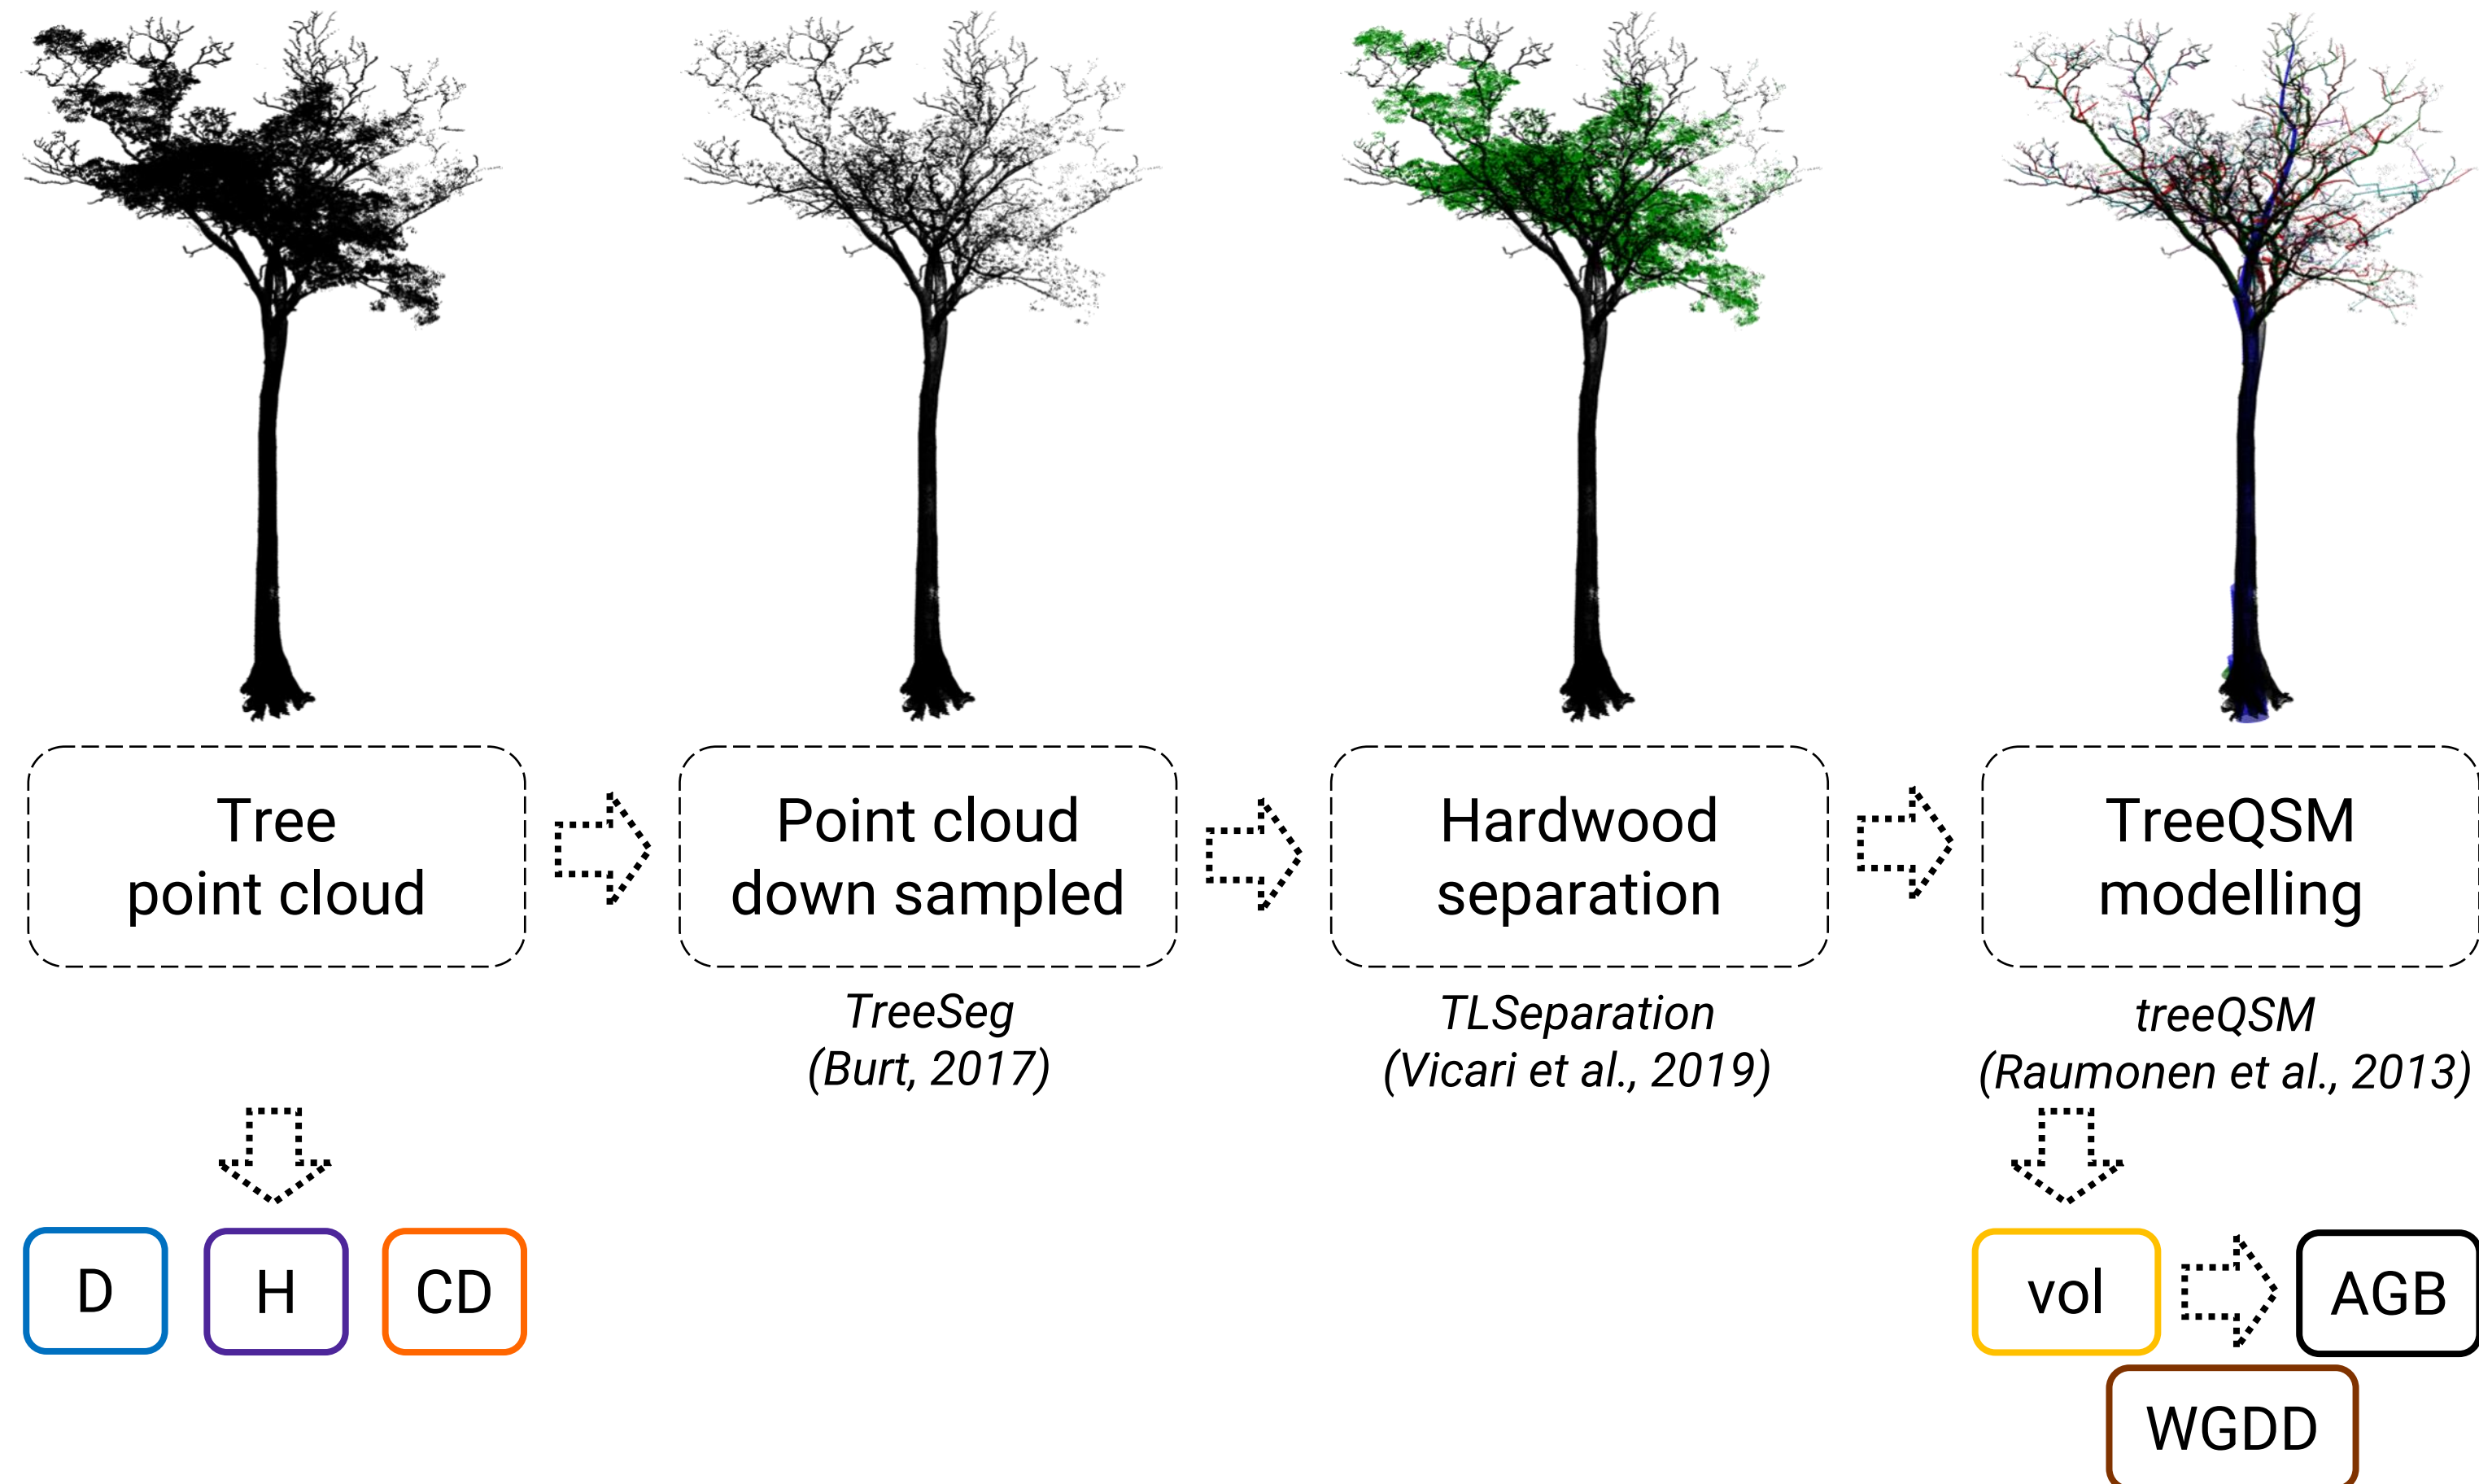 Tree
point cloud
Point cloud
down sampled
Hardwood
separation
TreeQSM
modelling
TreeSeg
(Burt, 2017)
TLSeparation
(Vicari et al., 2019)
treeQSM
(Raumonen et al., 2013)
D
H
CD
vol
AGB
WGDD